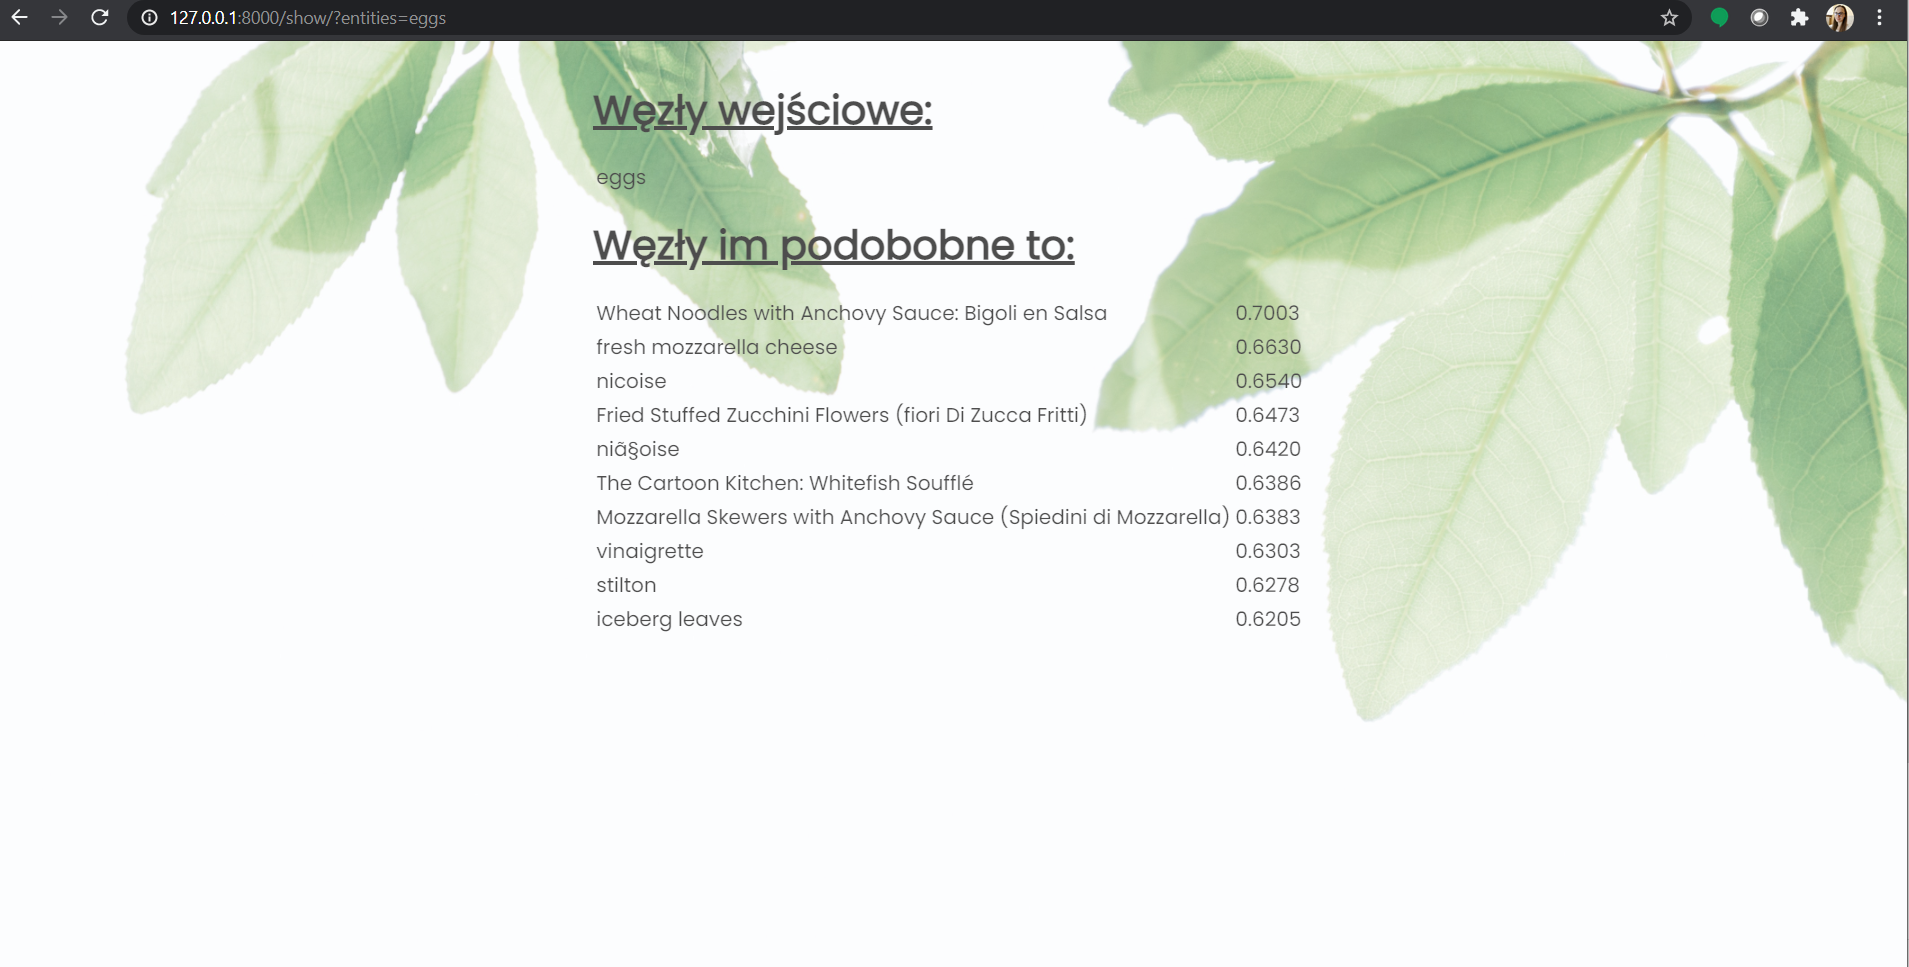 127.0.0.1:8000/show/?entities=eggs
Węzły wejściowe:
eggs
Węzły im podobobne to:
Wheat Noodles with Anchovy Sauce: Bigoli en Salsa 0.7003
fresh mozzarella cheese 0.6630
nicoise 0.6540
Fried Stuffed Zucchini Flowers (fiori Di Zucca Fritti) 0.6473
niã§oise 0.6420
The Cartoon Kitchen: Whitefish Soufflé 0.6386
Mozzarella Skewers with Anchovy Sauce (Spiedini di Mozzarella) 0.6383
vinaigrette 0.6303
stilton 0.6278
iceberg leaves 0.6205